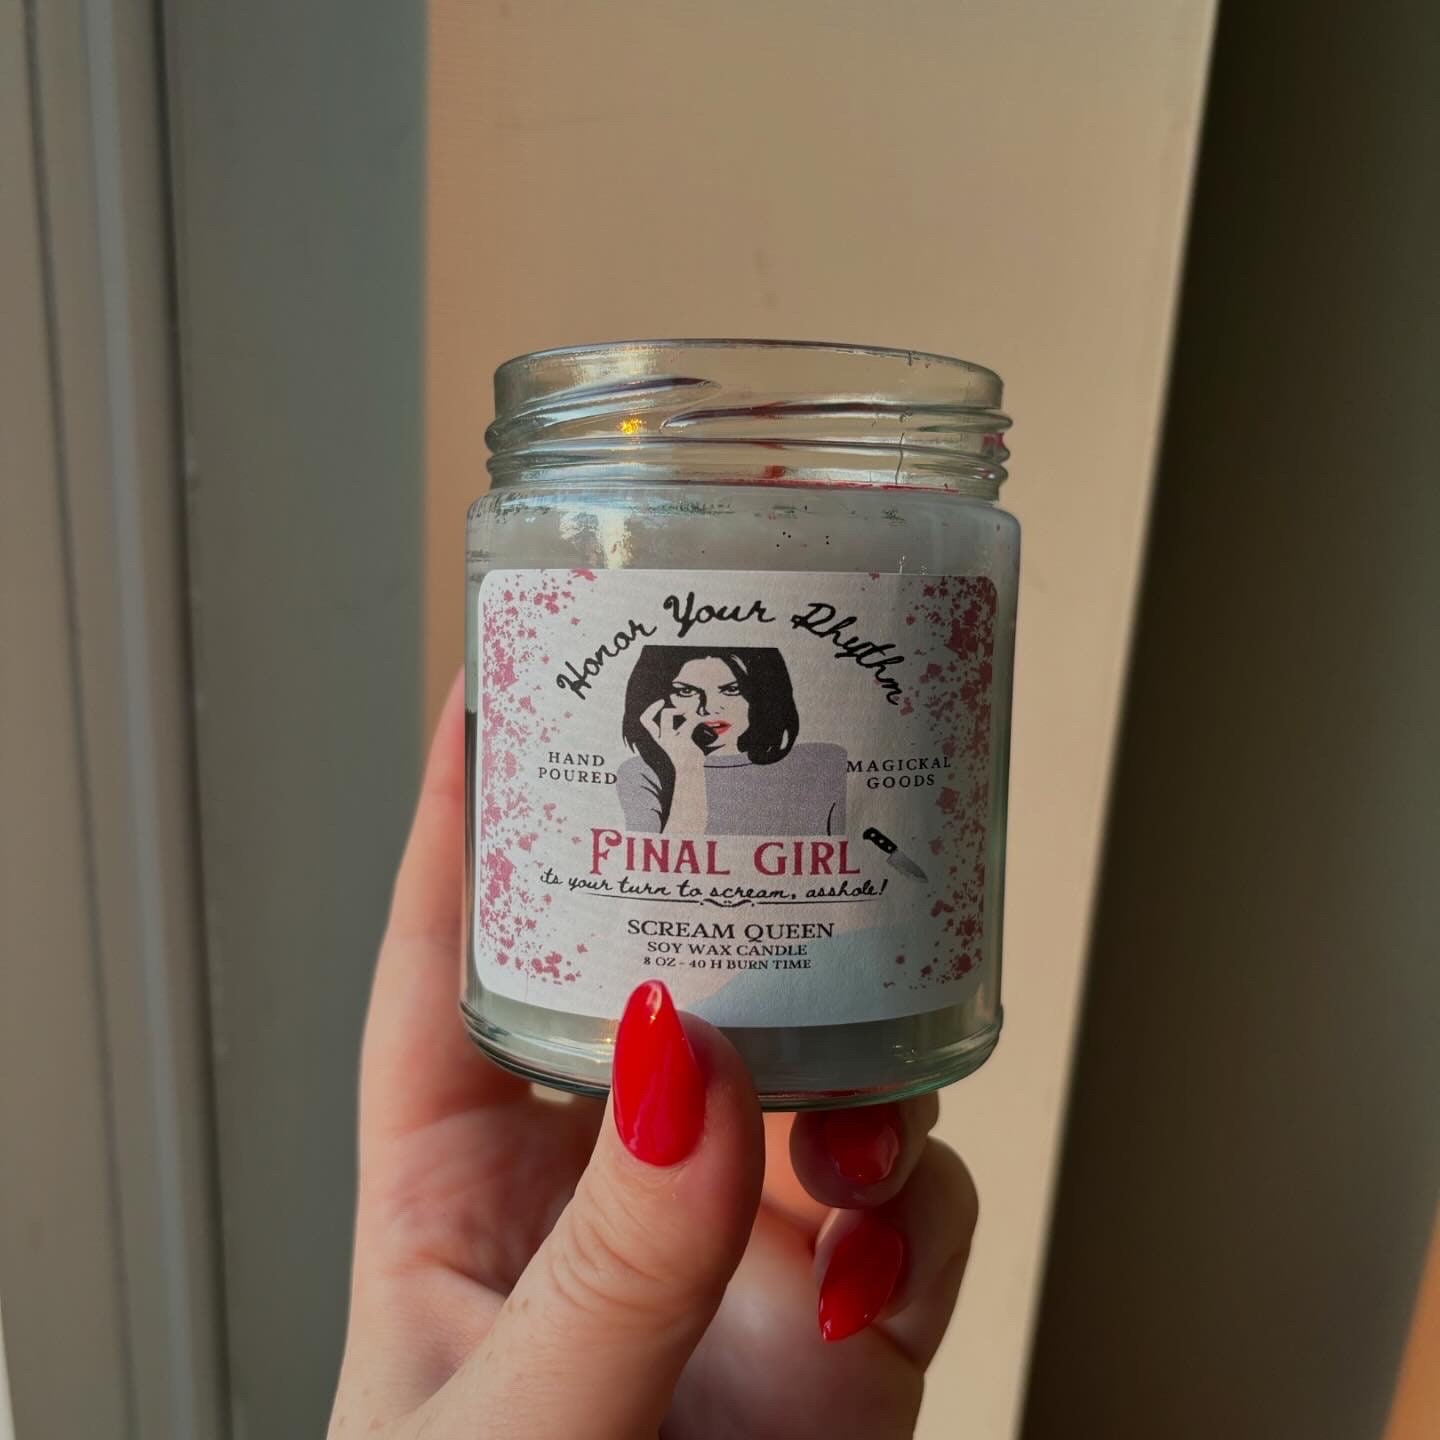 Honor Your Rhythm
HAND
POURED
MAGICKAL
GOODS
FINAL GIRL
its your turn to scream, asshole!
SCREAM QUEEN
SOY WAX CANDLE
8 OZ - 40 H BURN TIME